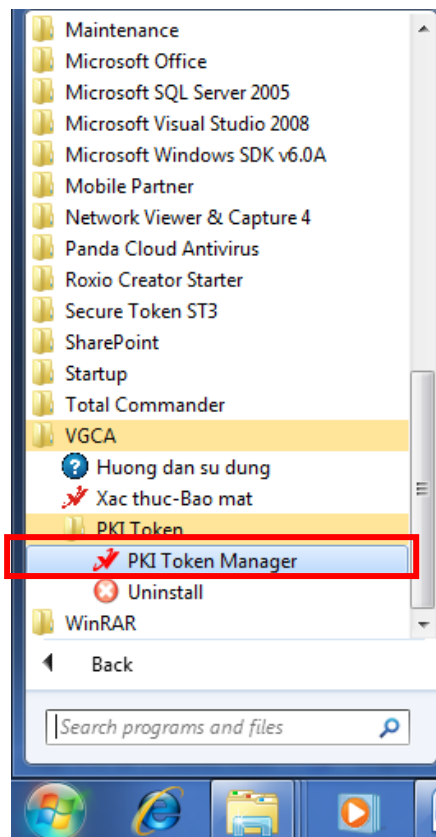 Maintenance
Microsoft Office
Microsoft SQL Server 2005
Microsoft Visual Studio 2008
Microsoft Windows SDK v6.0A
Mobile Partner
Network Viewer & Capture 4
Panda Cloud Antivirus
Roxio Creator Starter
Secure Token ST3
SharePoint
Startup
Total Commander
VGCA
Huong dan su dung
Xac thuc-Bao mat
PKI Token
PKI Token Manager
Uninstall
WinRAR
Back
Search programs and files